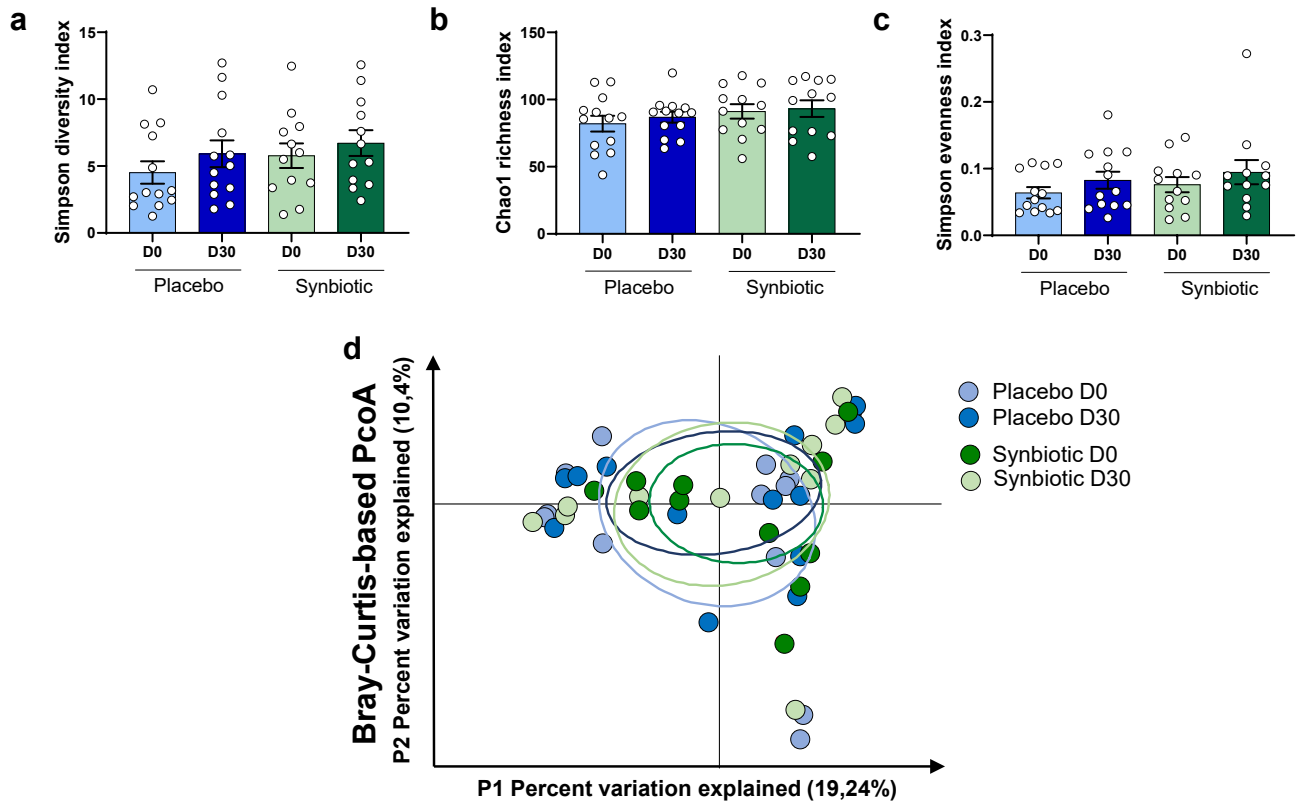 a
Simpson diversity index
15
10
5
0
D0 D30 D0 D30
Placebo Synbiotic
b
Chao1 richness index
150
100
50
0
D0 D30 D0 D30
Placebo Synbiotic
c
Simpson evenness index
0.3
0.2
0.1
0.0
D0 D30 D0 D30
Placebo Synbiotic
d
Bray-Curtis-based PcoA
P2 Percent variation explained (10,4%)
P1 Percent variation explained (19,24%)
Placebo D0
Placebo D30
Synbiotic D0
Synbiotic D30